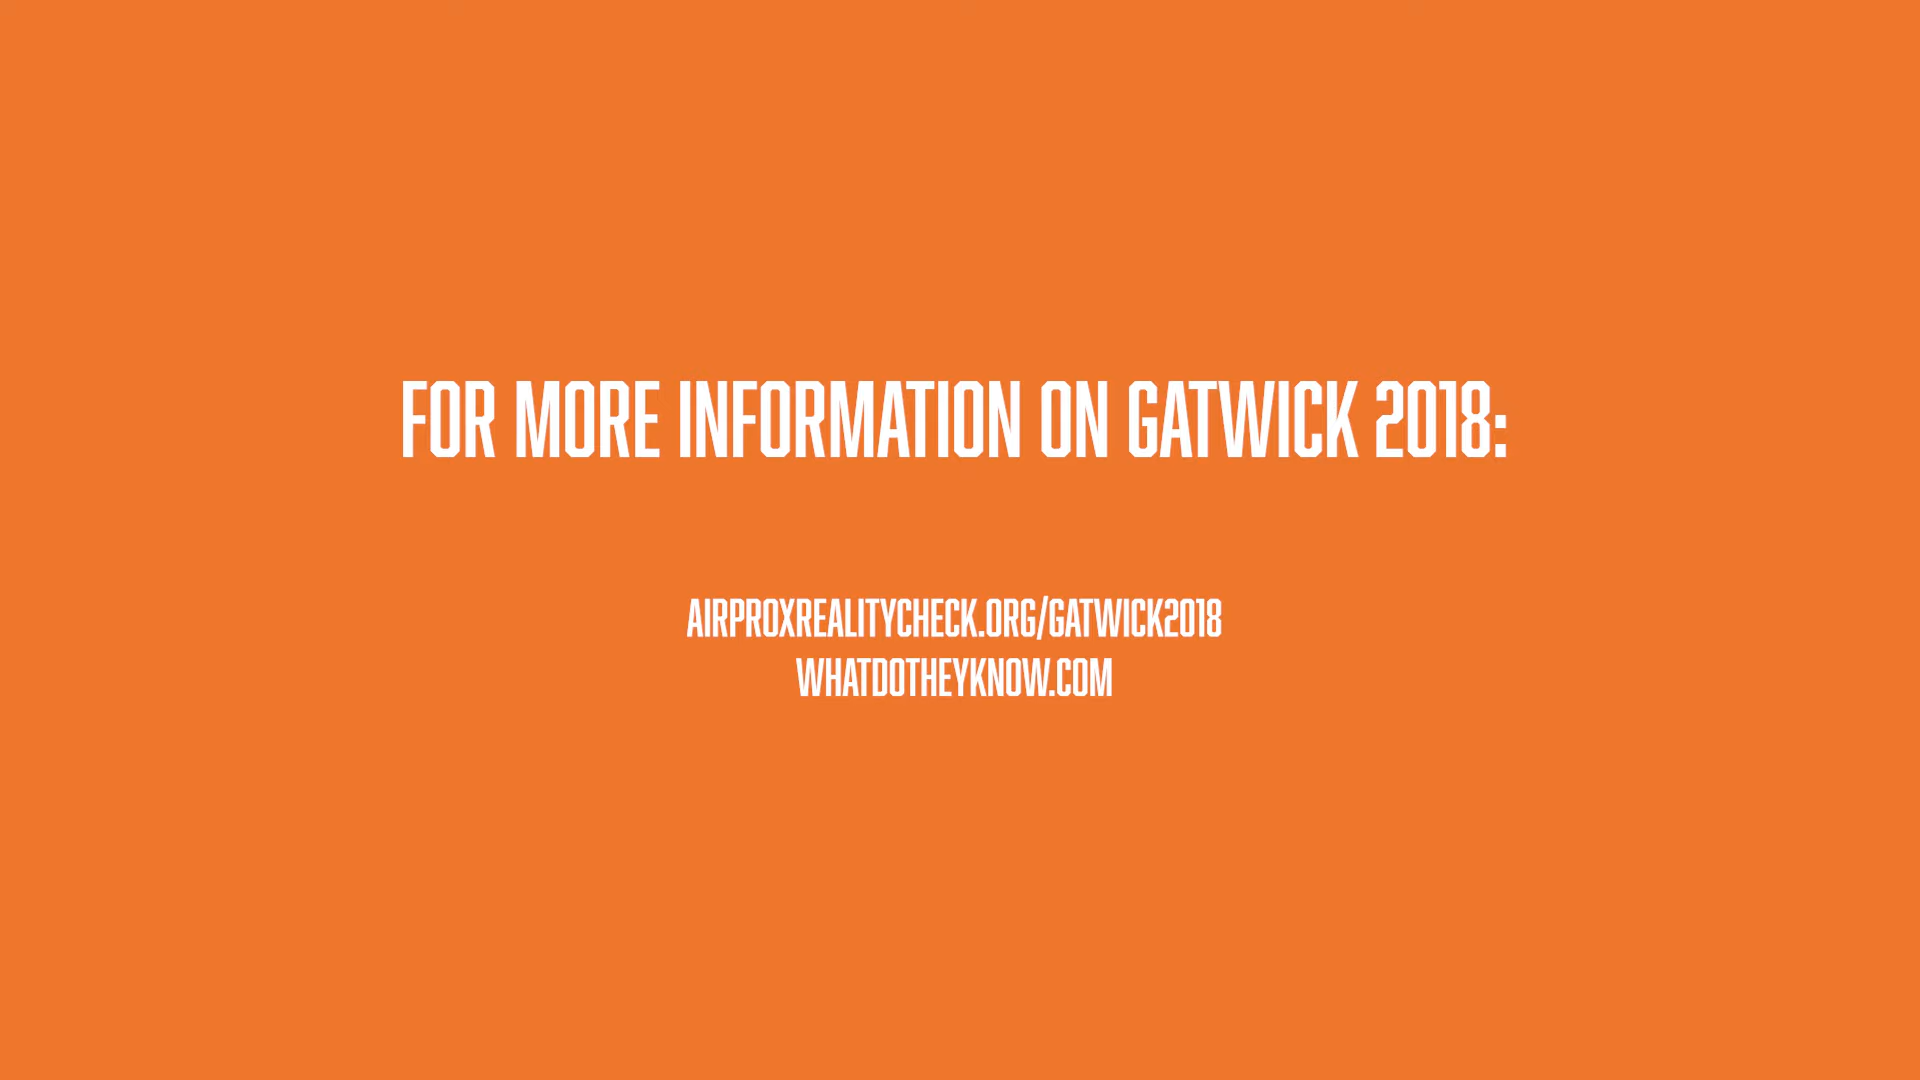 FOR MORE INFORMATION ON GATWICK 2018:
AIRPROXREALITYCHECK.ORG/GATWICK2018
WHATDOTHEYKNOW.COM